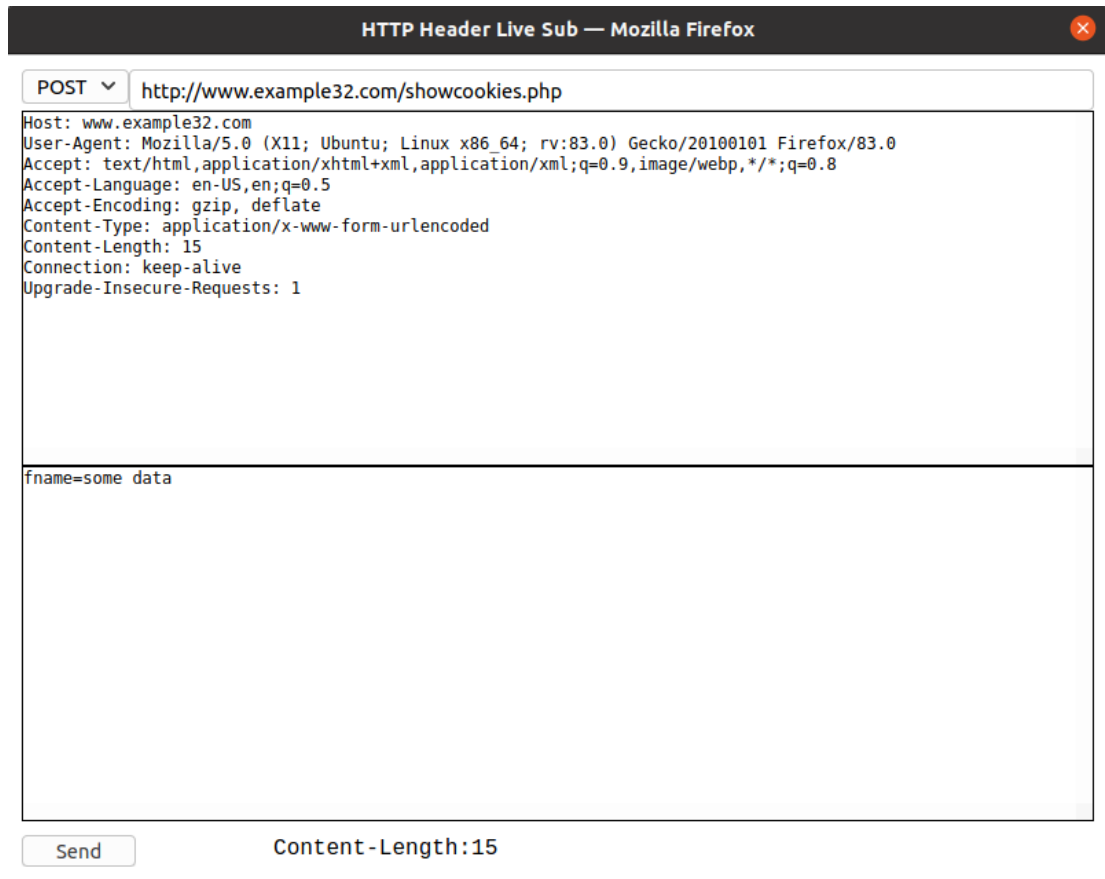 HTTP Header Live Sub — Mozilla Firefox
POST http://www.example32.com/showcookies.php
Host: www.example32.com
User-Agent: Mozilla/5.0 (X11; Ubuntu; Linux x86_64; rv:83.0) Gecko/20100101 Firefox/83.0
Accept: text/html,application/xhtml+xml,application/xml;q=0.9,image/webp,*/*;q=0.8
Accept-Language: en-US,en;q=0.5
Accept-Encoding: gzip, deflate
Content-Type: application/x-www-form-urlencoded
Content-Length: 15
Connection: keep-alive
Upgrade-Insecure-Requests: 1
fname=some data
Send Content-Length:15